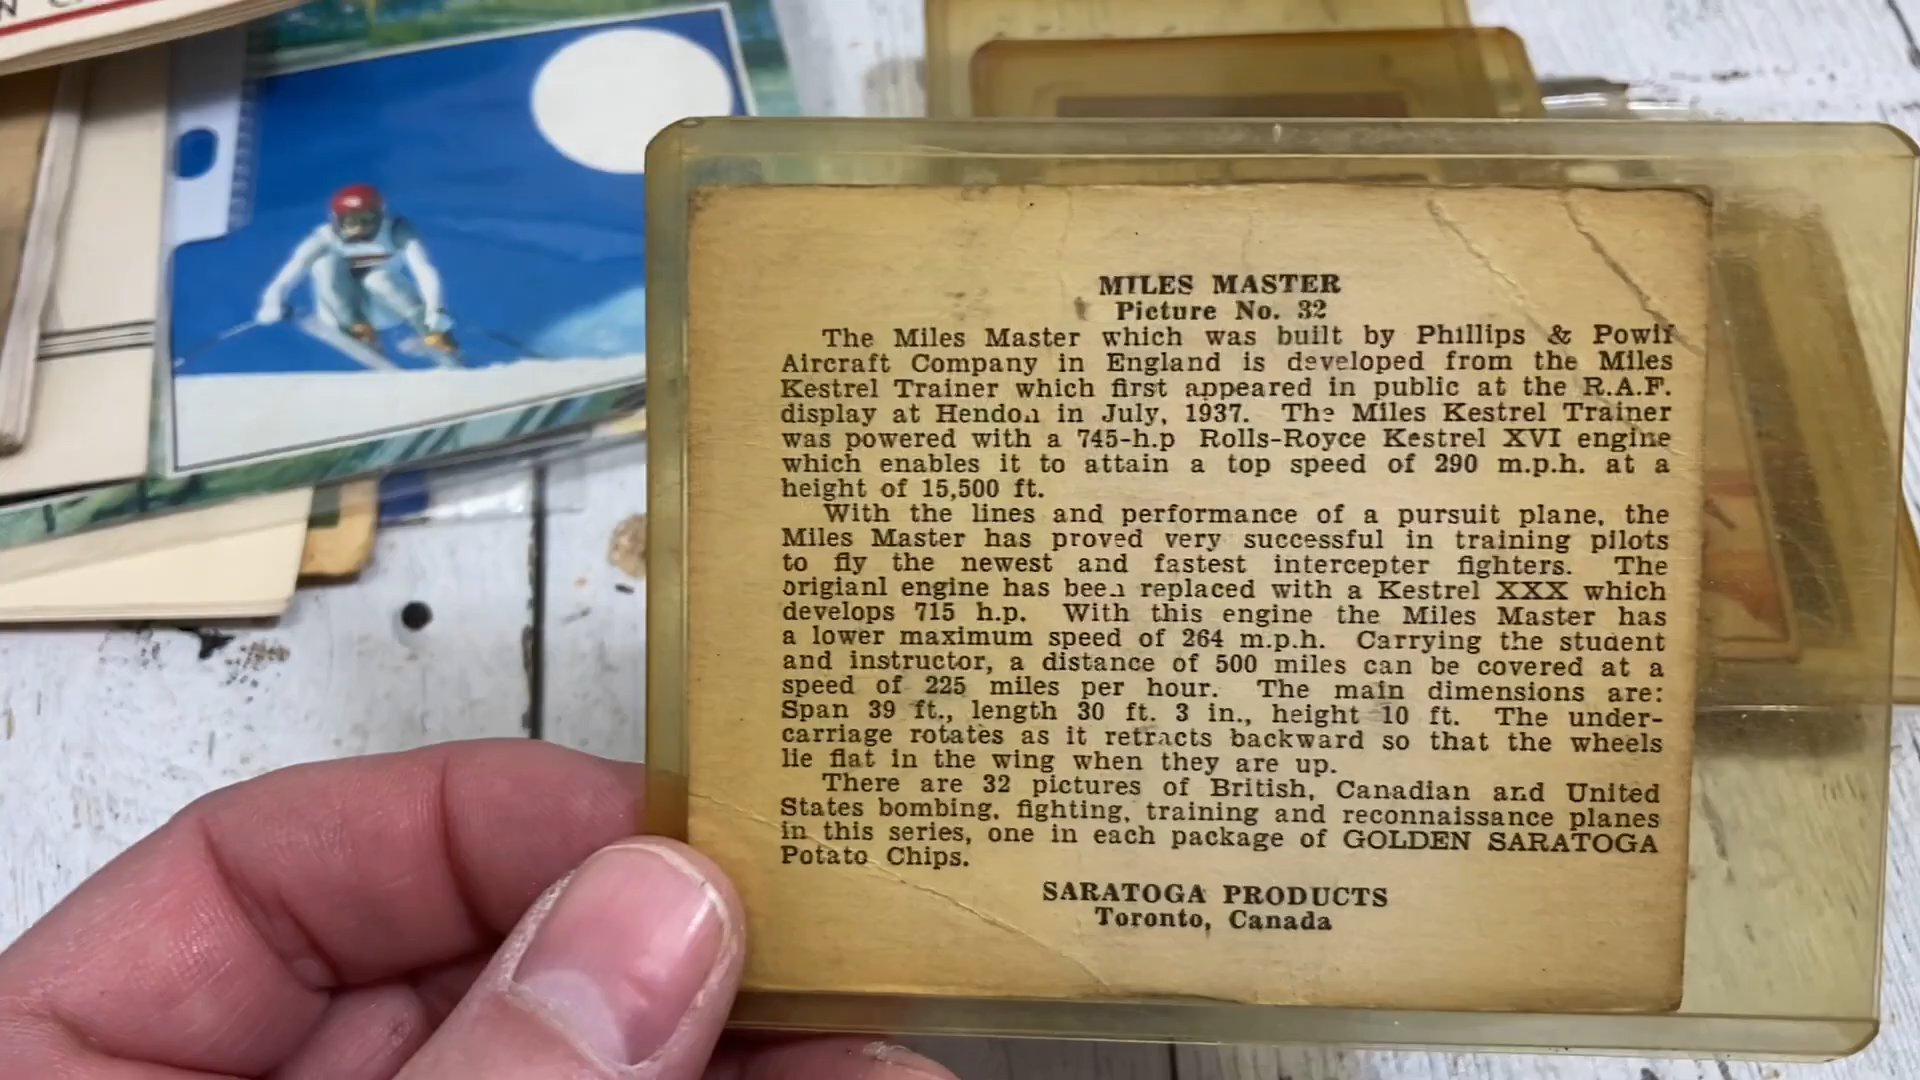 MILES MASTER
Picture No. 32
The Miles Master which was built by Phillips & Powif
Aircraft Company in England is developed from the Miles
Kestrel Trainer which first appeared in public at the R.A.F.
display at Hendon in July, 1937. The Miles Kestrel Trainer
was powered with a 745-h.p Rolls-Royce Kestrel XVI engine
which enables it to attain a top speed of 290 m.p.h. at a
height of 15,500 ft.
With the lines and performance of a pursuit plane, the
Miles Master has proved very successful in training pilots
to fly the newest and fastest intercepter fighters. The
origianl engine has been replaced with a Kestrel XXX which
develops 715 h.p. With this engine the Miles Master has
a lower maximum speed of 264 m.p.h. Carrying the student
and instructor, a distance of 500 miles can be covered at a
speed of 225 miles per hour. The main dimensions are:
Span 39 ft., length 30 ft. 3 in., height 10 ft. The under-
carriage rotates as it retracts backward so that the wheels
lie flat in the wing when they are up.
There are 32 pictures of British, Canadian and United
States bombing, fighting, training and reconnaissance planes
in this series, one in each package of GOLDEN SARATOGA
Potato Chips.
SARATOGA PRODUCTS
Toronto, Canada